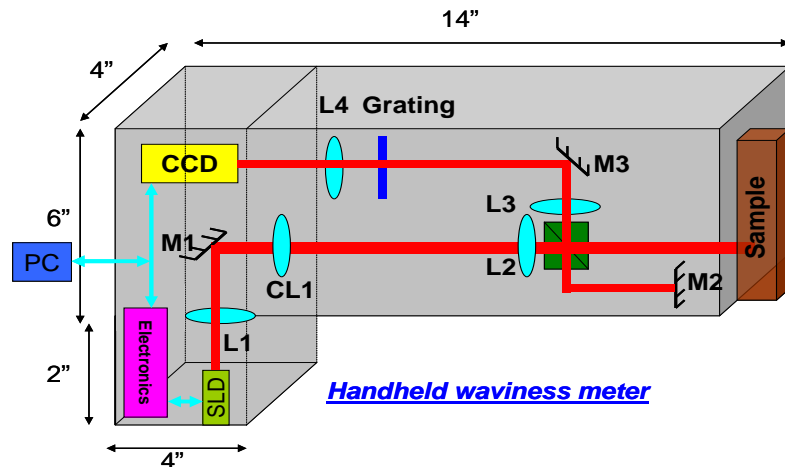 14”
4”
L4 Grating
CCD
M3
6”
L3
M1
Sample
PC
L2
M2
CL1
Electronics
L1
2”
SLD
Handheld waviness meter
4”